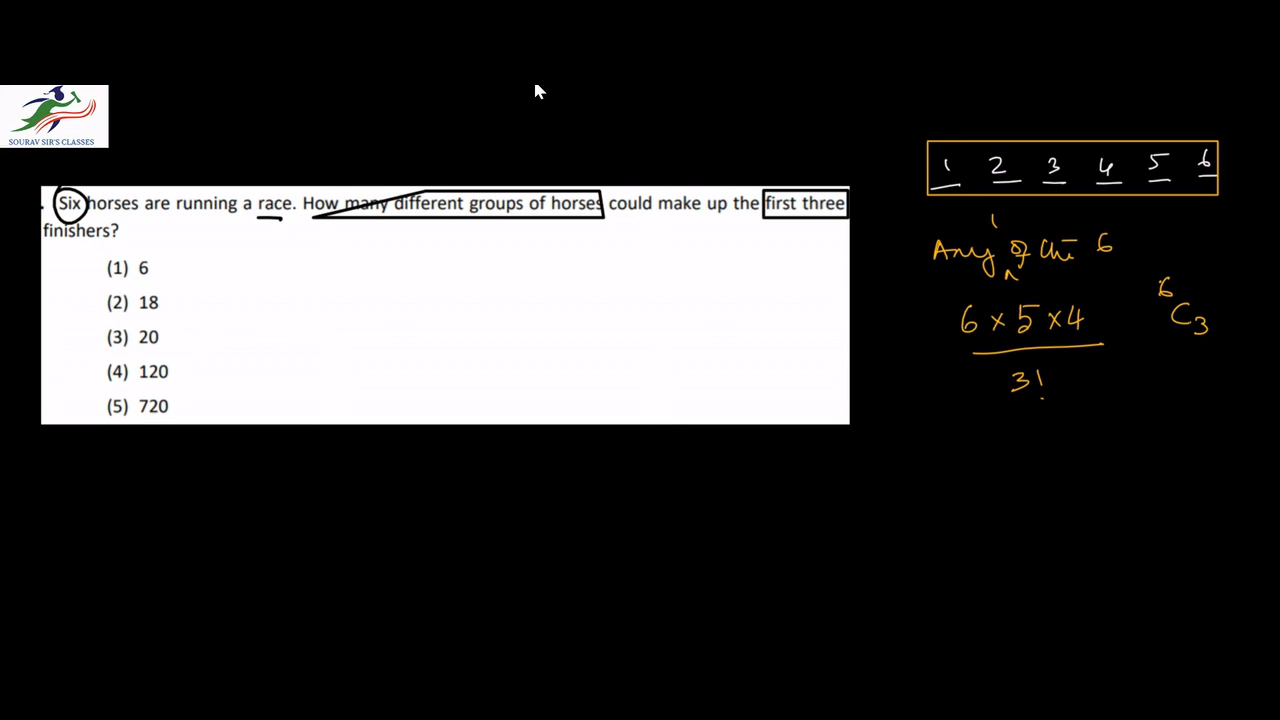 SOURAV SIR'S CLASSES
. Six horses are running a race. How many different groups of horses could make up the first three
finishers?
(1) 6
(2) 18
(3) 20
(4) 120
(5) 720
1 2 3 4 5 6
1
Any of the 6
6 × 5 × 4
3!
6
C3